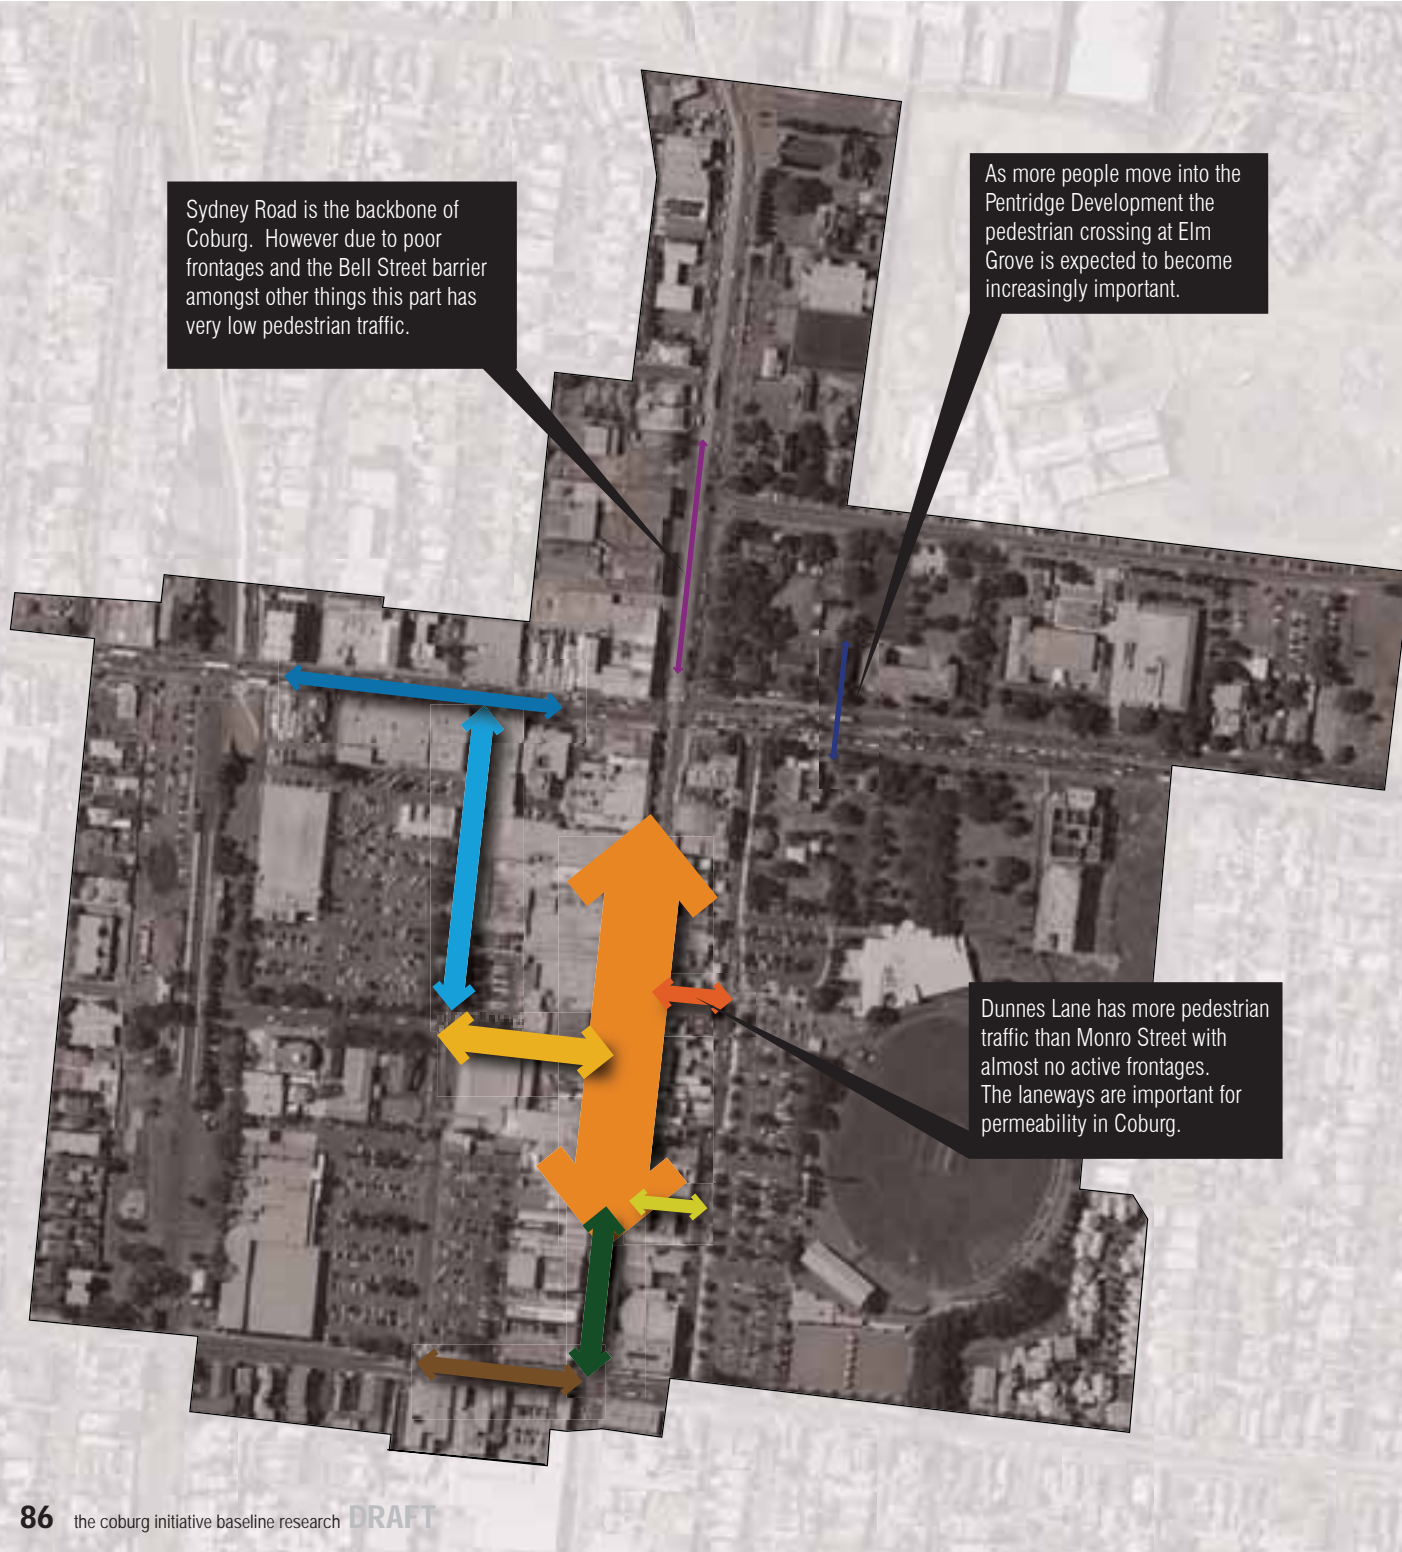 Sydney Road is the backbone of
Coburg.  However due to poor
frontages and the Bell Street barrier
amongst other things this part has
very low pedestrian traffic.
As more people move into the
Pentridge Development the
pedestrian crossing at Elm
Grove is expected to become
increasingly important.
Dunnes Lane has more pedestrian
traffic than Monro Street with
almost no active frontages.
The laneways are important for
permeability in Coburg.
86 the coburg initiative baseline research DRAFT